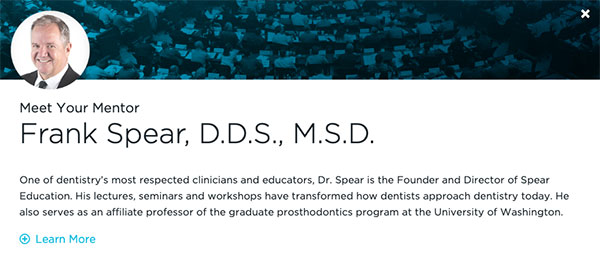 Meet Your Mentor
Frank Spear, D.D.S., M.S.D.
One of dentistry's most respected clinicians and educators, Dr. Spear is the Founder and Director of Spear
Education. His lectures, seminars and workshops have transformed how dentists approach dentistry today. He
also serves as an affiliate professor of the graduate prosthodontics program at the University of Washington.
Learn More